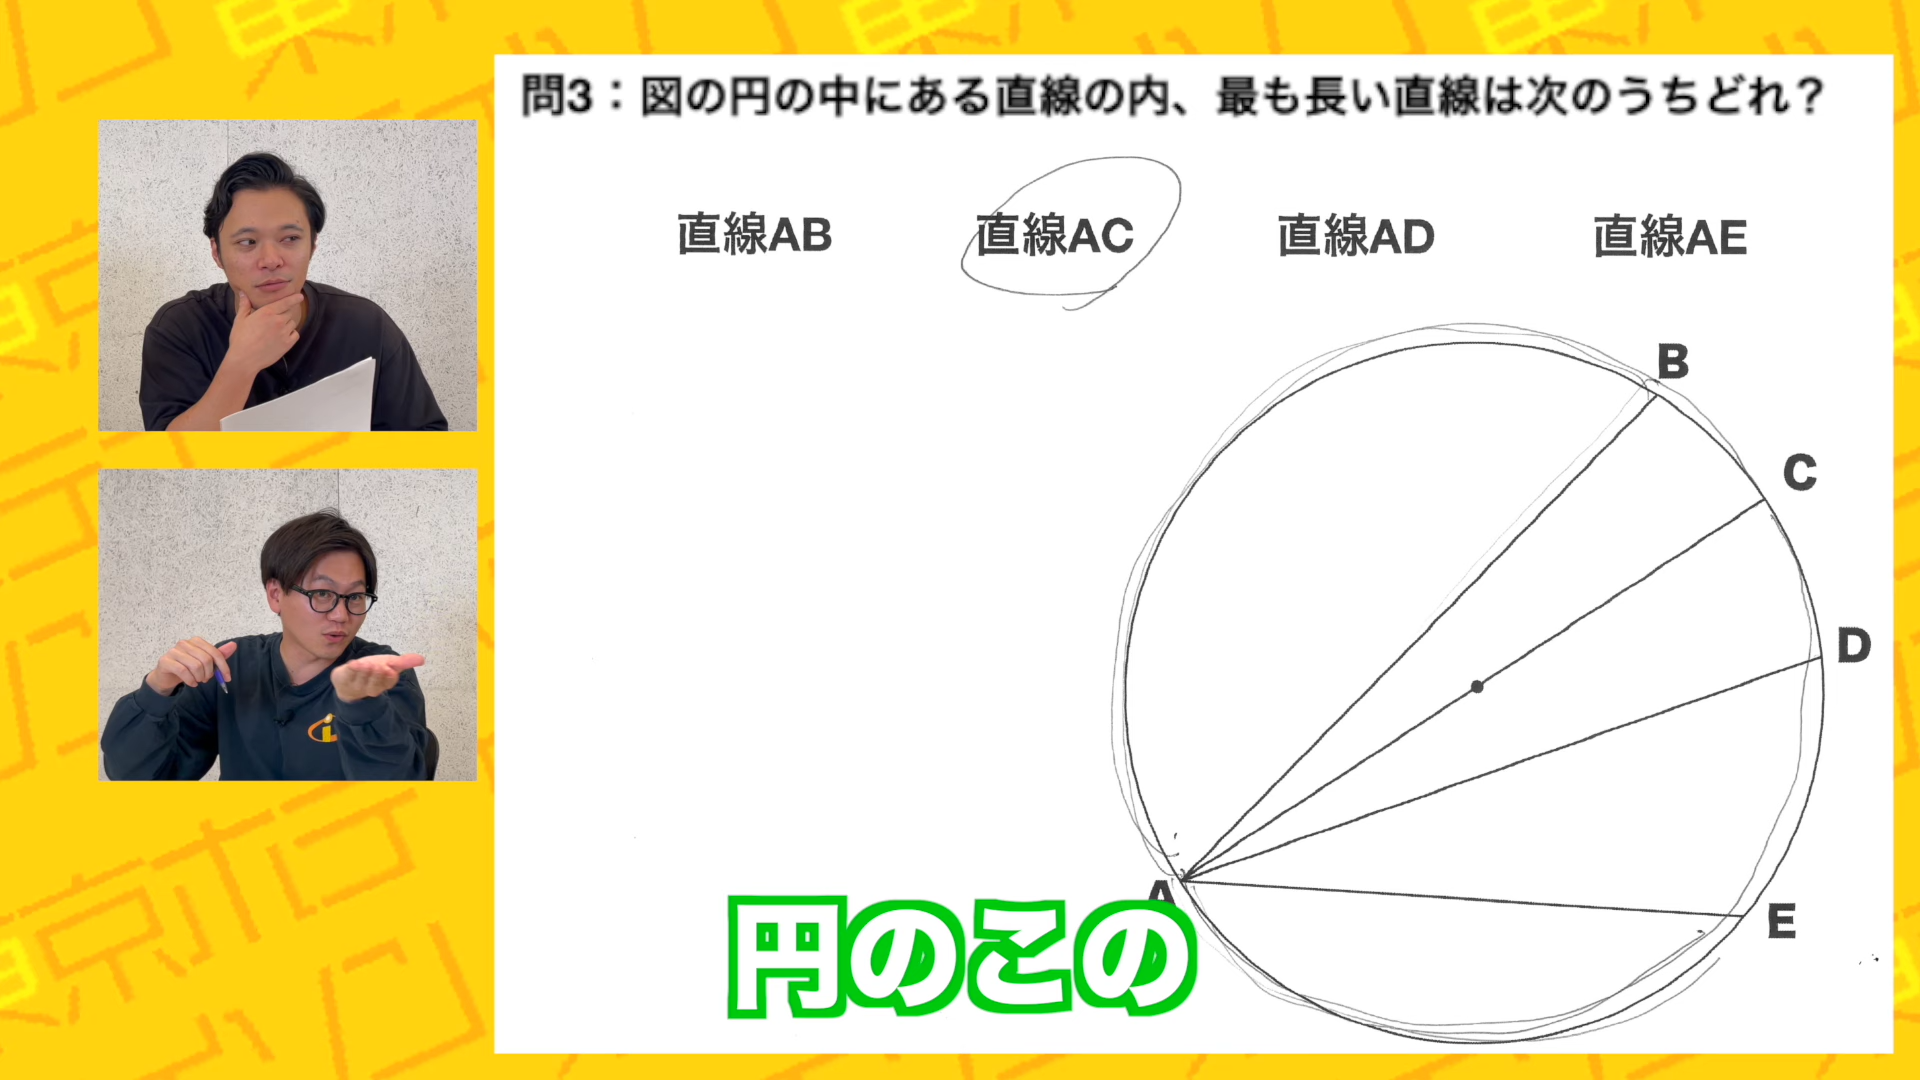 問3：図の円の中にある直線の内、最も長い直線は次のうちどれ？
直線AB
直線AC
直線AD
直線AE
B
C
D
A
E
円のこの